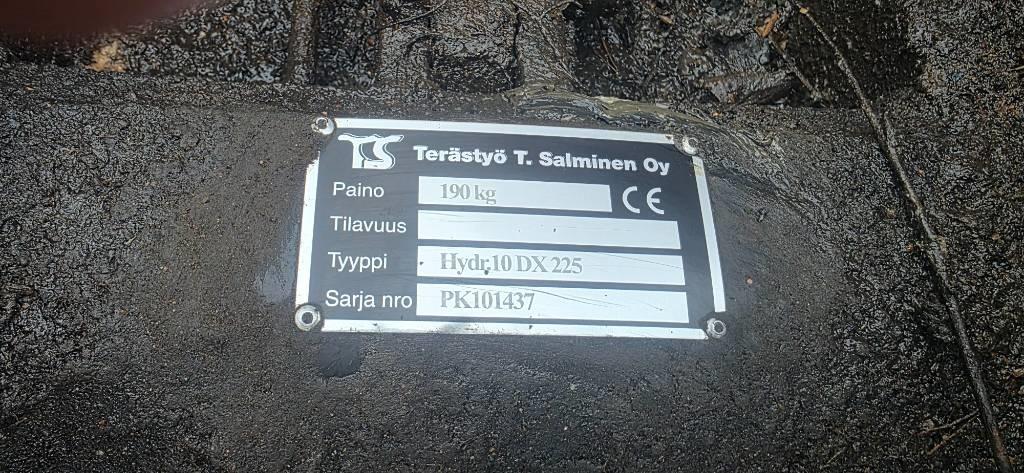 TS Terästyö T. Salminen Oy
Paino 190 kg CE
Tilavuus
Tyyppi Hydr.10 DX 225
Sarja nro PK101437